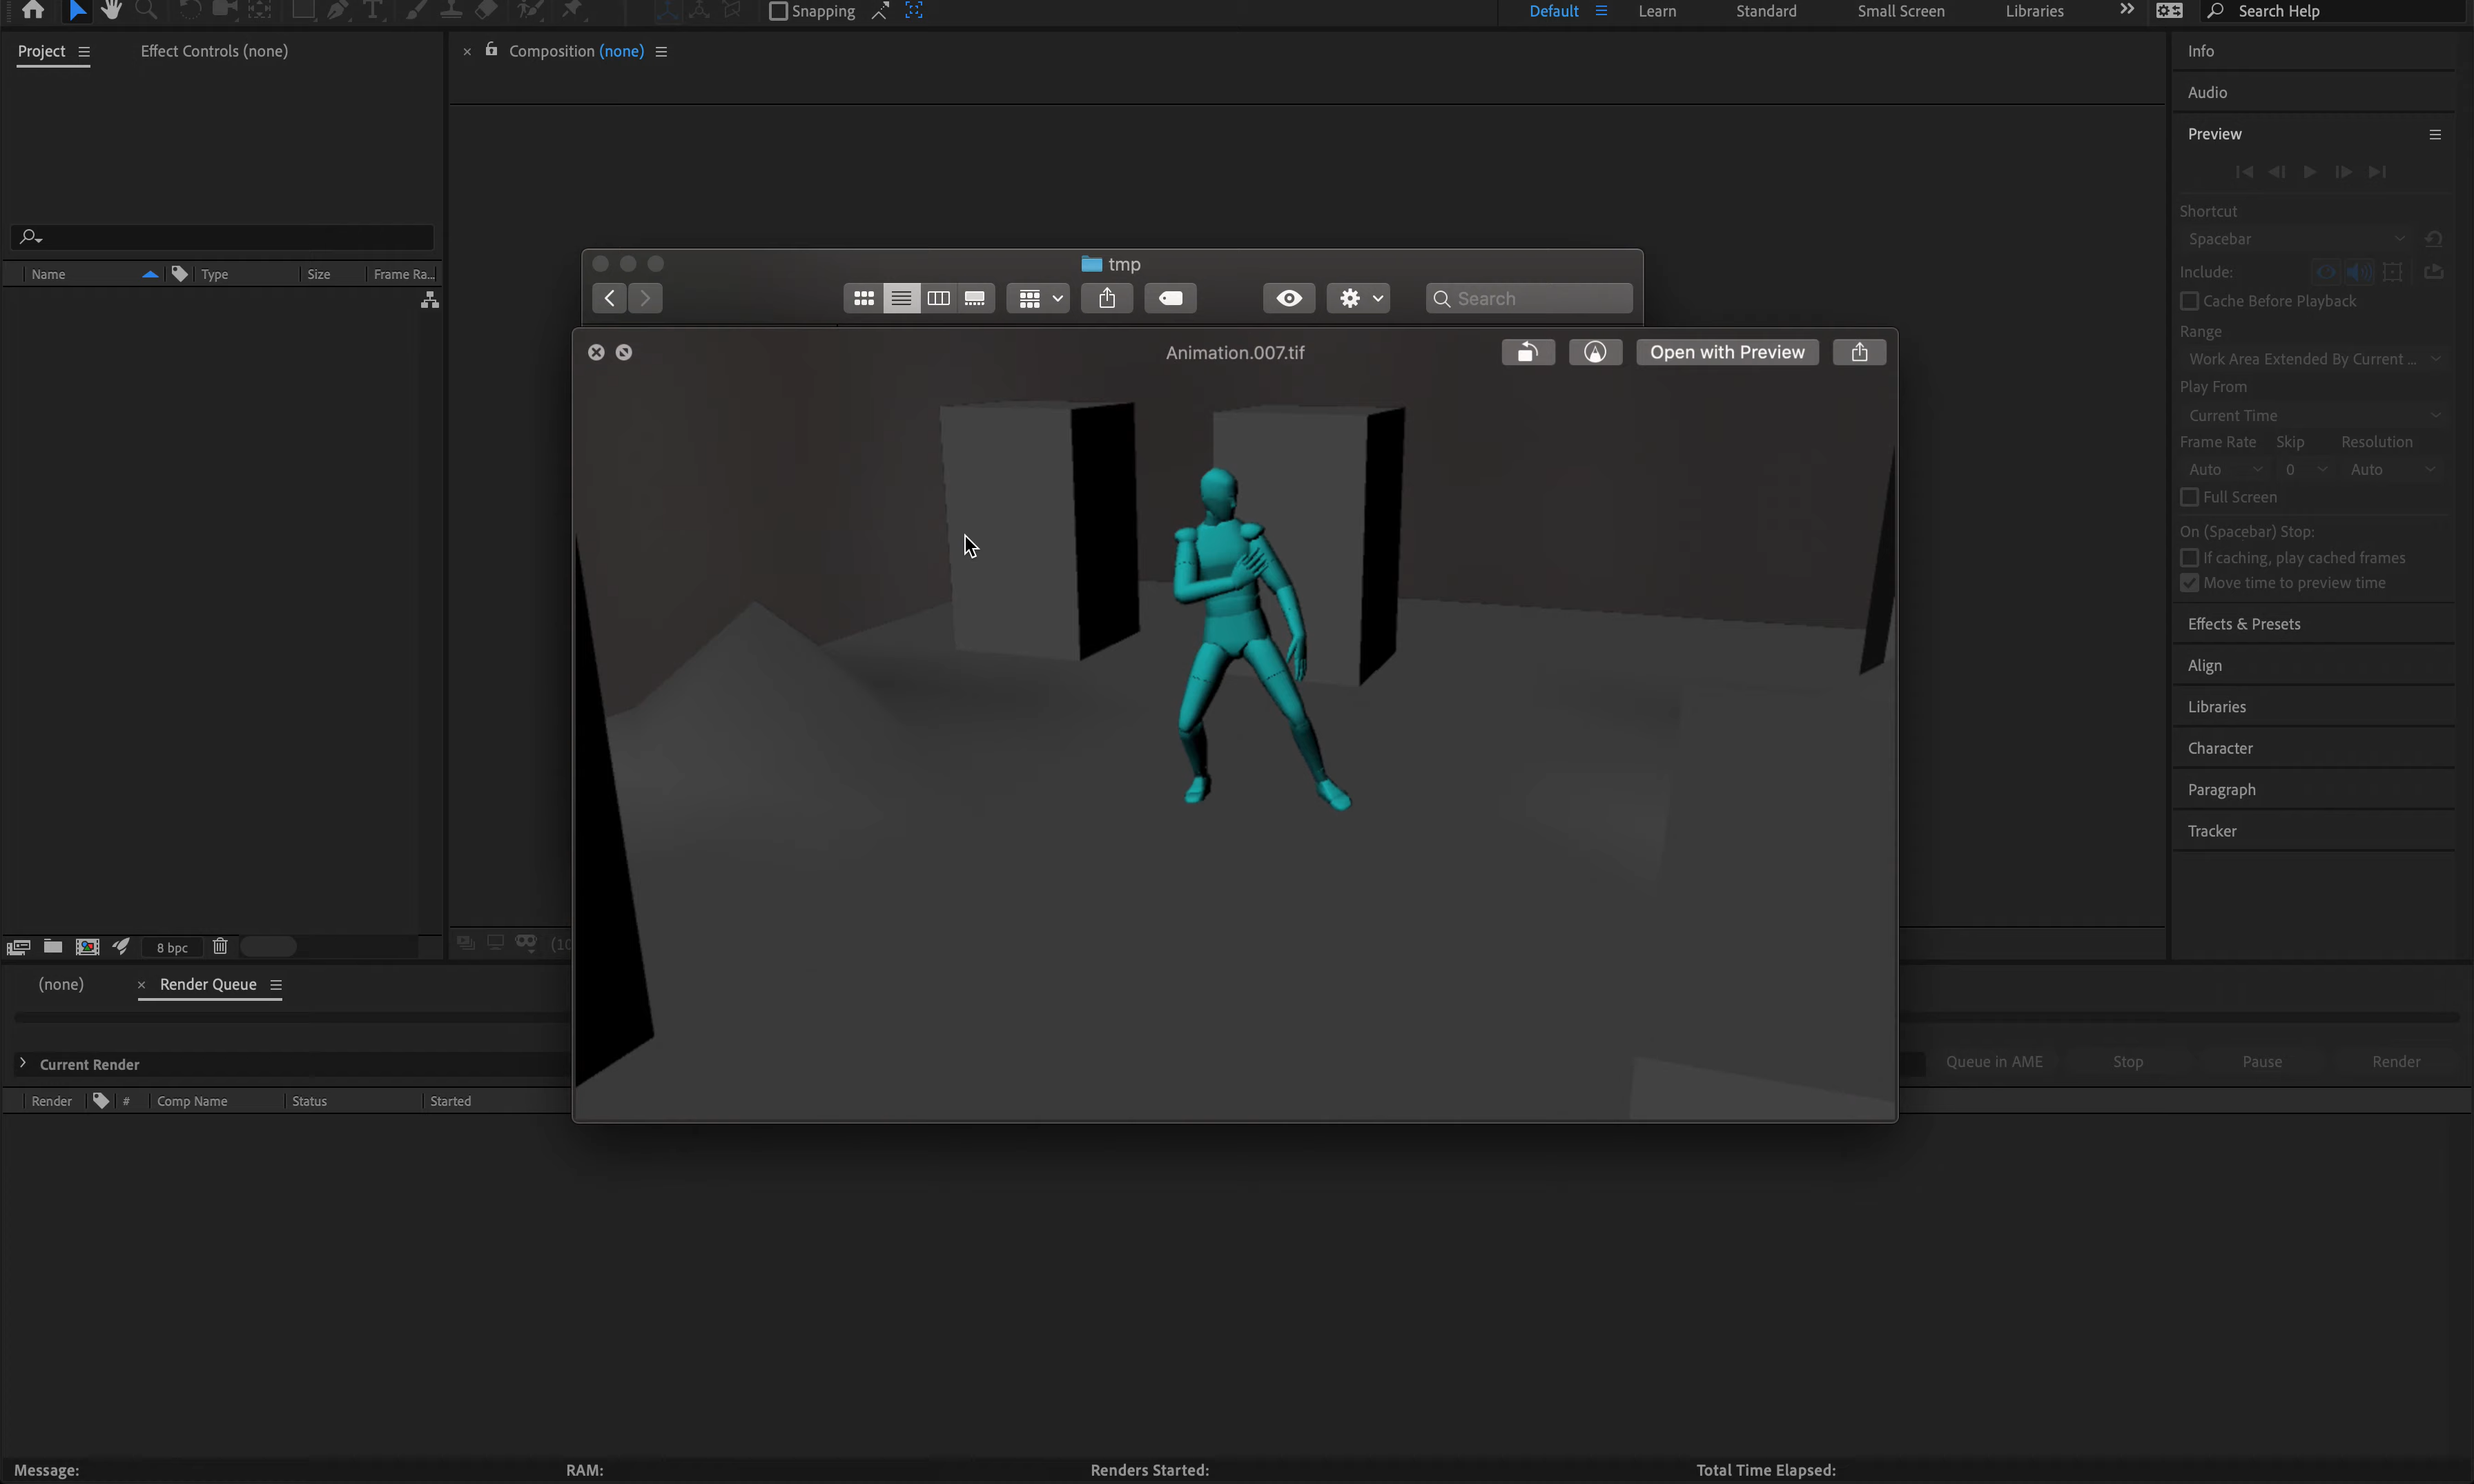 Snapping Default Learn Standard Small Screen Libraries Search Help
Project Effect Controls (none) Composition (none)
Info
Audio
Preview
Shortcut
Spacebar
Include:
Cache Before Playback
Range
Work Area Extended By Current ...
Play From
Current Time
Frame Rate Skip Resolution
Auto 0 Auto
Full Screen
On (Spacebar) Stop:
If caching, play cached frames
Move time to preview time
Effects & Presets
Align
Libraries
Character
Paragraph
Tracker
Name Type Size Frame Ra...
tmp
Search
Animation.007.tif Open with Preview
8 bpc (10
(none) Render Queue
Current Render Queue in AME Stop Pause Render
Render # Comp Name Status Started
Message: RAM: Renders Started: Total Time Elapsed: